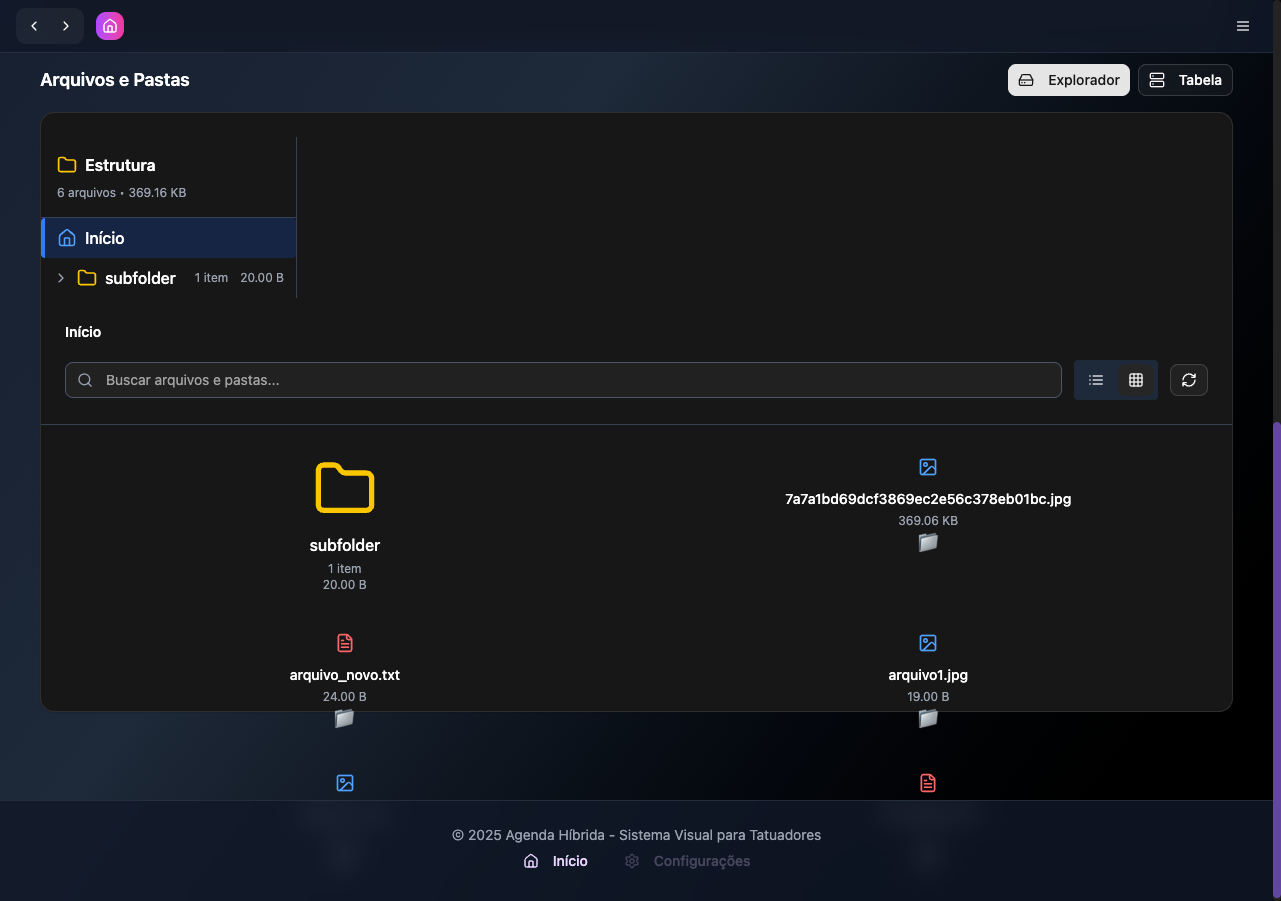 Arquivos e Pastas
Explorador
Tabela
Estrutura
6 arquivos • 369.16 KB
Início
subfolder 1 item 20.00 B
Início
Buscar arquivos e pastas...
subfolder
1 item
20.00 B
7a7a1bd69dcf3869ec2e56c378eb01bc.jpg
369.06 KB
arquivo_novo.txt
24.00 B
arquivo1.jpg
19.00 B
© 2025 Agenda Híbrida - Sistema Visual para Tatuadores
Início
Configurações